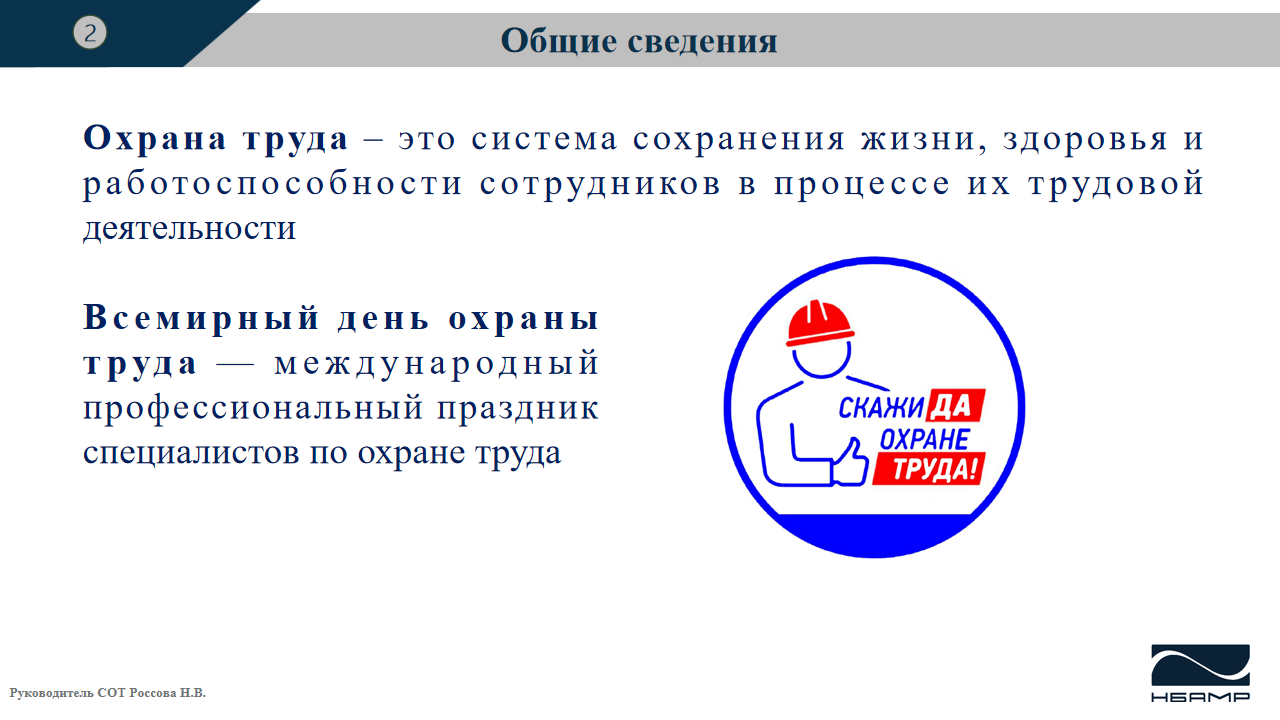 2
Общие сведения
Охрана труда – это система сохранения жизни, здоровья и
работоспособности сотрудников в процессе их трудовой
деятельности
Всемирный день охраны
труда — международный
профессиональный праздник
специалистов по охране труда
СКАЖИ ДА
ОХРАНЕ
ТРУДА!
Руководитель СОТ Россова Н.В.
НБАМР